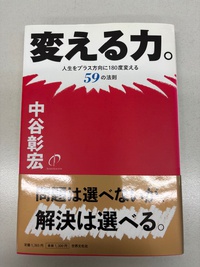 変える力。
人生をプラス方向に180度変える
59の法則
中谷彰宏
問題は選べないが、
解決は選べる。